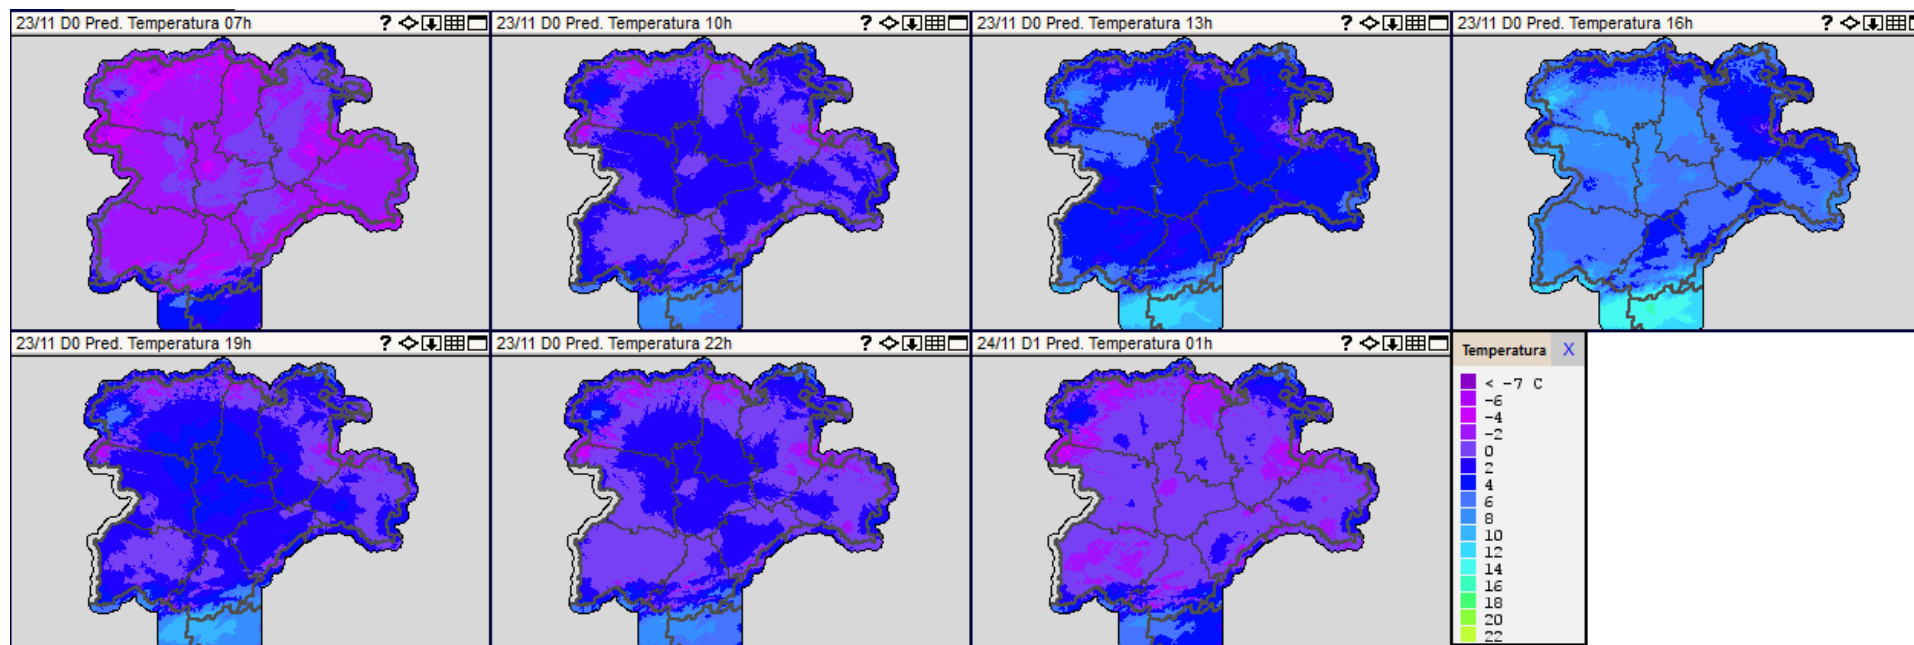 23/11 D0 Pred. Temperatura 07h ?
23/11 D0 Pred. Temperatura 10h ?
23/11 D0 Pred. Temperatura 13h ?
23/11 D0 Pred. Temperatura 16h ?
23/11 D0 Pred. Temperatura 19h ?
23/11 D0 Pred. Temperatura 22h ?
24/11 D1 Pred. Temperatura 01h ?
Temperatura X
< -7 C
-6
-4
-2
0
2
4
6
8
10
12
14
16
18
20
22